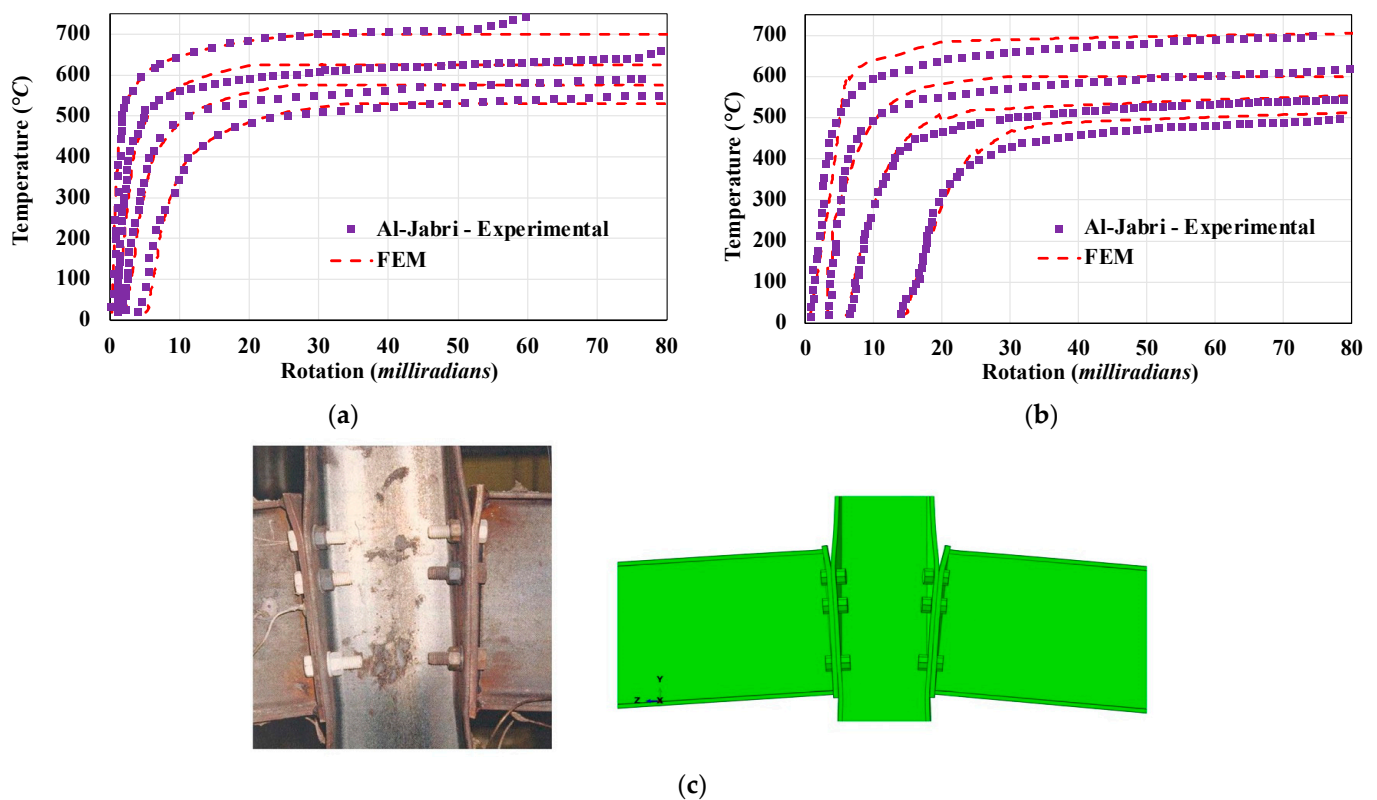 Temperature (°C)
700
600
500
400
300
200
100
0
Al-Jabri - Experimental
FEM
0 10 20 30 40 50 60 70 80
Rotation (milliradians)
(a)
Temperature (°C)
700
600
500
400
300
200
100
0
Al-Jabri - Experimental
FEM
0 10 20 30 40 50 60 70 80
Rotation (milliradians)
(b)
Y
Z X
(c)